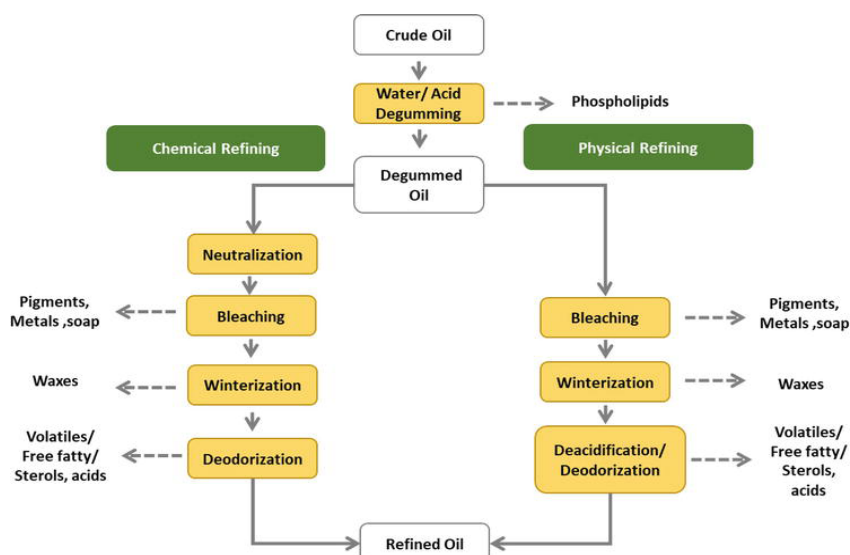 Crude Oil
Water/ Acid
Degumming
Phospholipids
Chemical Refining
Physical Refining
Degummed
Oil
Neutralization
Pigments,
Metals ,soap
Bleaching
Bleaching
Pigments,
Metals ,soap
Waxes
Winterization
Winterization
Waxes
Volatiles/
Free fatty/
Sterols, acids
Deodorization
Deacidification/
Deodorization
Volatiles/
Free fatty/
Sterols,
acids
Refined Oil